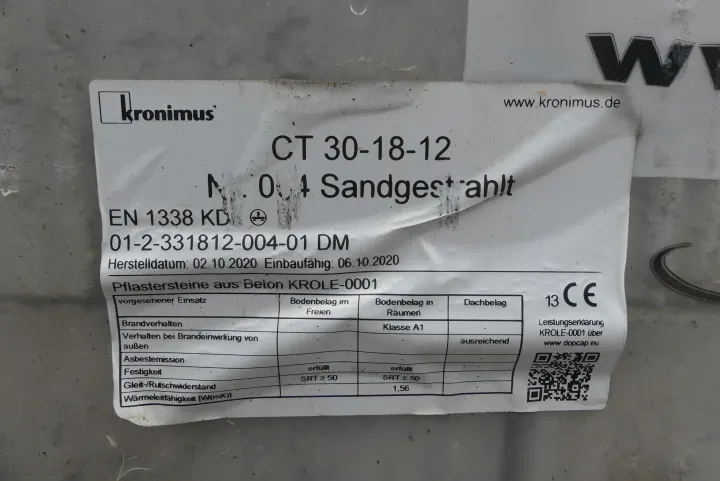 kronimus
www.kronimus.de
CT 30-18-12
Sandgestrahlt
EN 1338
01-2-331812-004-01 DM
Herstelldatum: 02.10.2020 Einbaufähig: 06.10.2020
Pflastersteine aus Beton KROLE-0001
vorgesehener Einsatz
Bodenbelag im Freien
Bodenbelag in Räumen
Dachbelag
Brandverhalten - Klasse A1 -
Verhalten bei Brandeinwirkung von außen - - ausreichend
Asbestemission - - -
Festigkeit erfüllt erfüllt -
Gleit-/Rutschwiderstand SRT ≥ 50 SRT ≥ 50 -
Wärmeleitfähigkeit [W/mK)] - 1,56 -
13 CE
Leistungserklärung
KROLE-0001 über
www.dopcap.eu